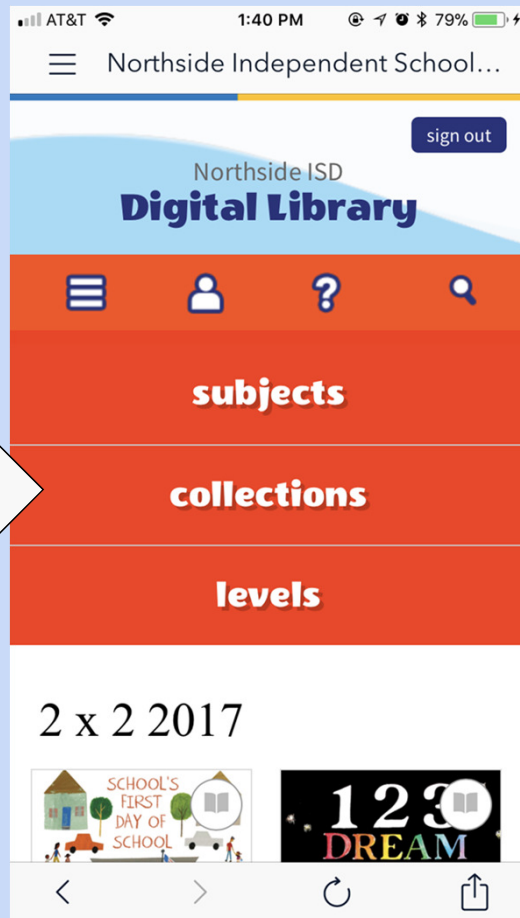 AT&T 1:40 PM 79%
Northside Independent School...
sign out
Northside ISD
Digital Library
?
subjects
collections
levels
2 x 2 2017
SCHOOL'S
FIRST
DAY OF
SCHOOL
123
DREAM